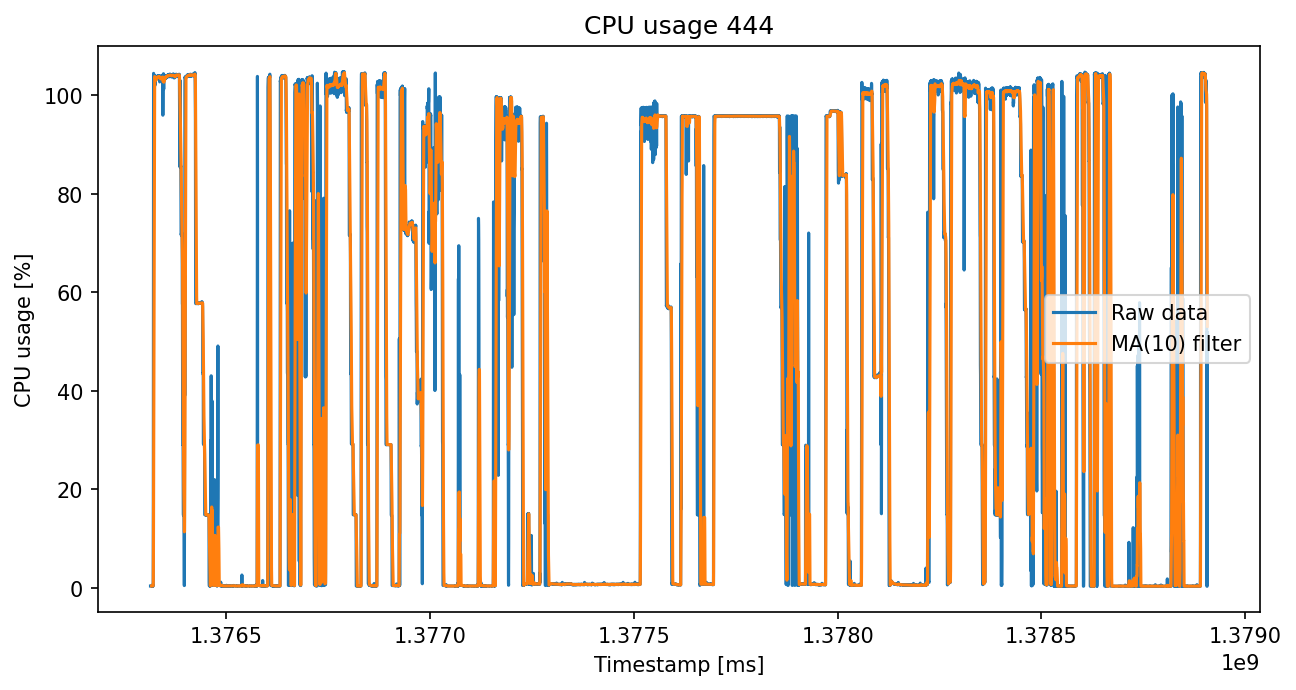 CPU usage 444
CPU usage [%]
100
80
60
40
20
0
Raw data
MA(10) filter
1.3765 1.3770 1.3775 1.3780 1.3785 1.3790
1e9
Timestamp [ms]